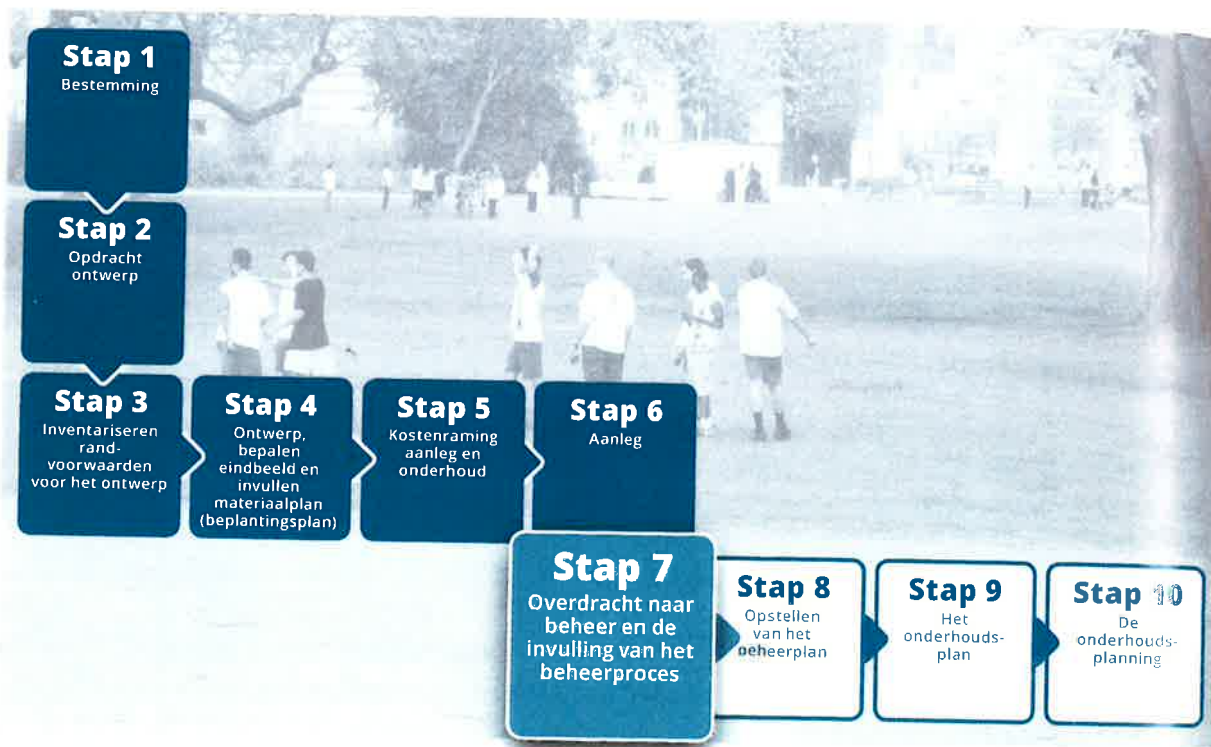 Stap 1
Bestemming
Stap 2
Opdracht
ontwerp
Stap 3
Inventariseren
rand-
voorwaarden
voor het ontwerp
Stap 4
Ontwerp,
bepalen
eindbeeld en
invullen
materiaalplan
(beplantingsplan)
Stap 5
Kostenraming
aanleg en
onderhoud
Stap 6
Aanleg
Stap 7
Overdracht naar
beheer en de
invulling van het
beheerproces
Stap 8
Opstellen
van het
beheerplan
Stap 9
Het
onderhouds-
plan
Stap 10
De
onderhouds-
planning